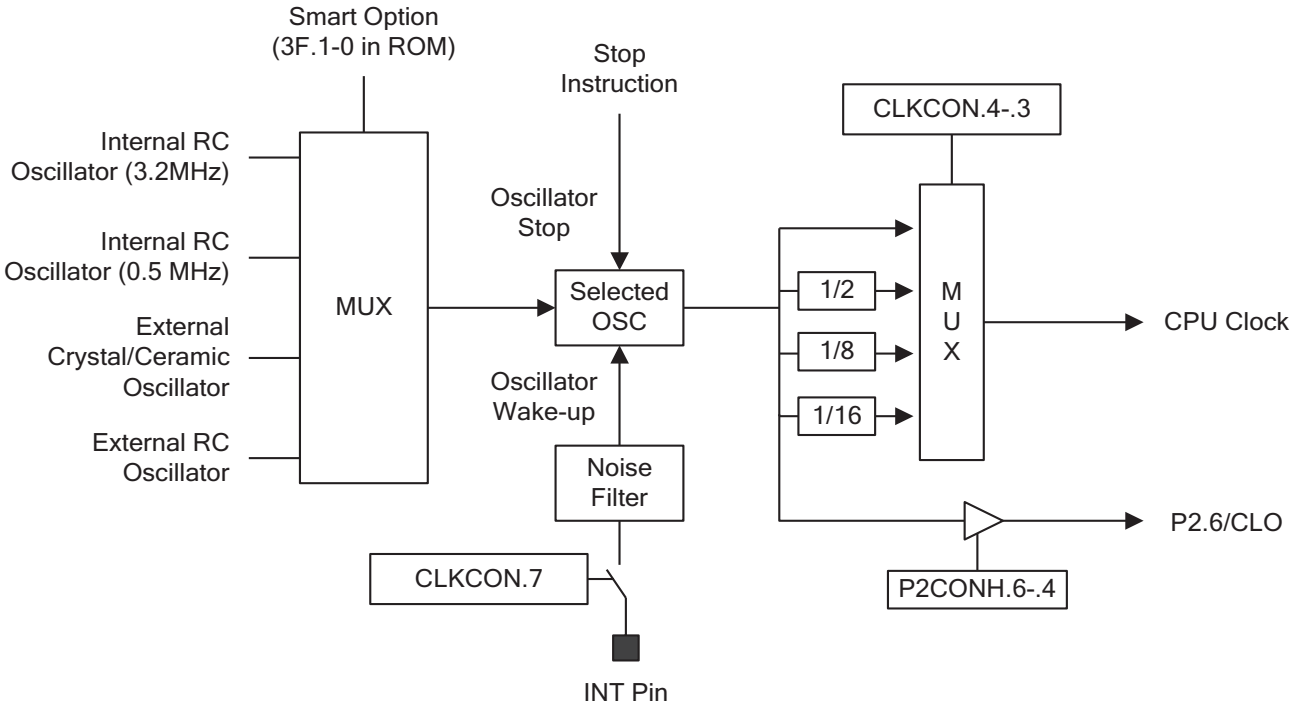 Smart Option
(3F.1-0 in ROM)
Stop
Instruction
CLKCON.4-.3
Internal RC
Oscillator (3.2MHz)
Oscillator
Stop
Internal RC
Oscillator (0.5 MHz)
MUX
Selected
OSC
1/2
M
U
X
CPU Clock
External
Crystal/Ceramic
Oscillator
1/8
Oscillator
Wake-up
1/16
External RC
Oscillator
Noise
Filter
P2.6/CLO
CLKCON.7
P2CONH.6-.4
INT Pin